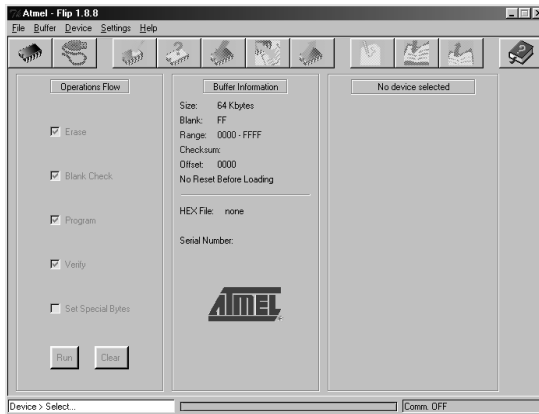 Atmel - Flip 1.8.8
File Buffer Device Settings Help
Operations Flow
Erase
Blank Check
Program
Verify
Set Special Bytes
Run Clear
Buffer Information
Size: 64 Kbytes
Blank: FF
Range: 0000 - FFFF
Checksum:
Offset: 0000
No Reset Before Loading
HEX File: none
Serial Number:
ATMEL
No device selected
Device > Select...
Comm. OFF